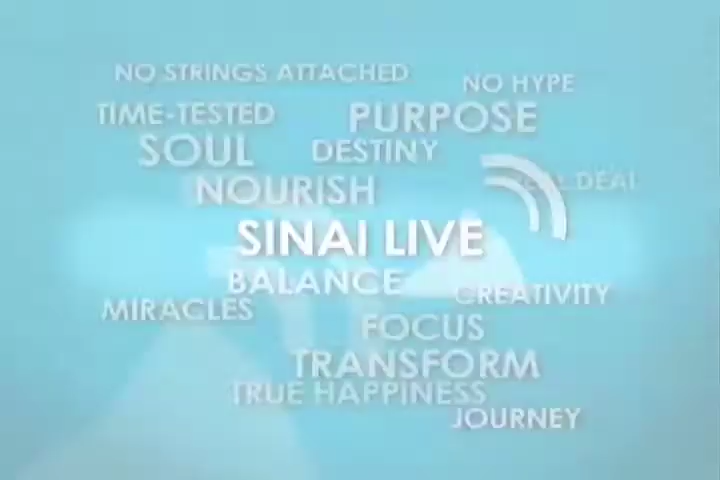 NO STRINGS ATTACHED
NO HYPE
TIME-TESTED
PURPOSE
SOUL
DESTINY
DEAL
NOURISH
SINAI LIVE
BALANCE
CREATIVITY
MIRACLES
FOCUS
TRANSFORM
TRUE HAPPINESS
JOURNEY